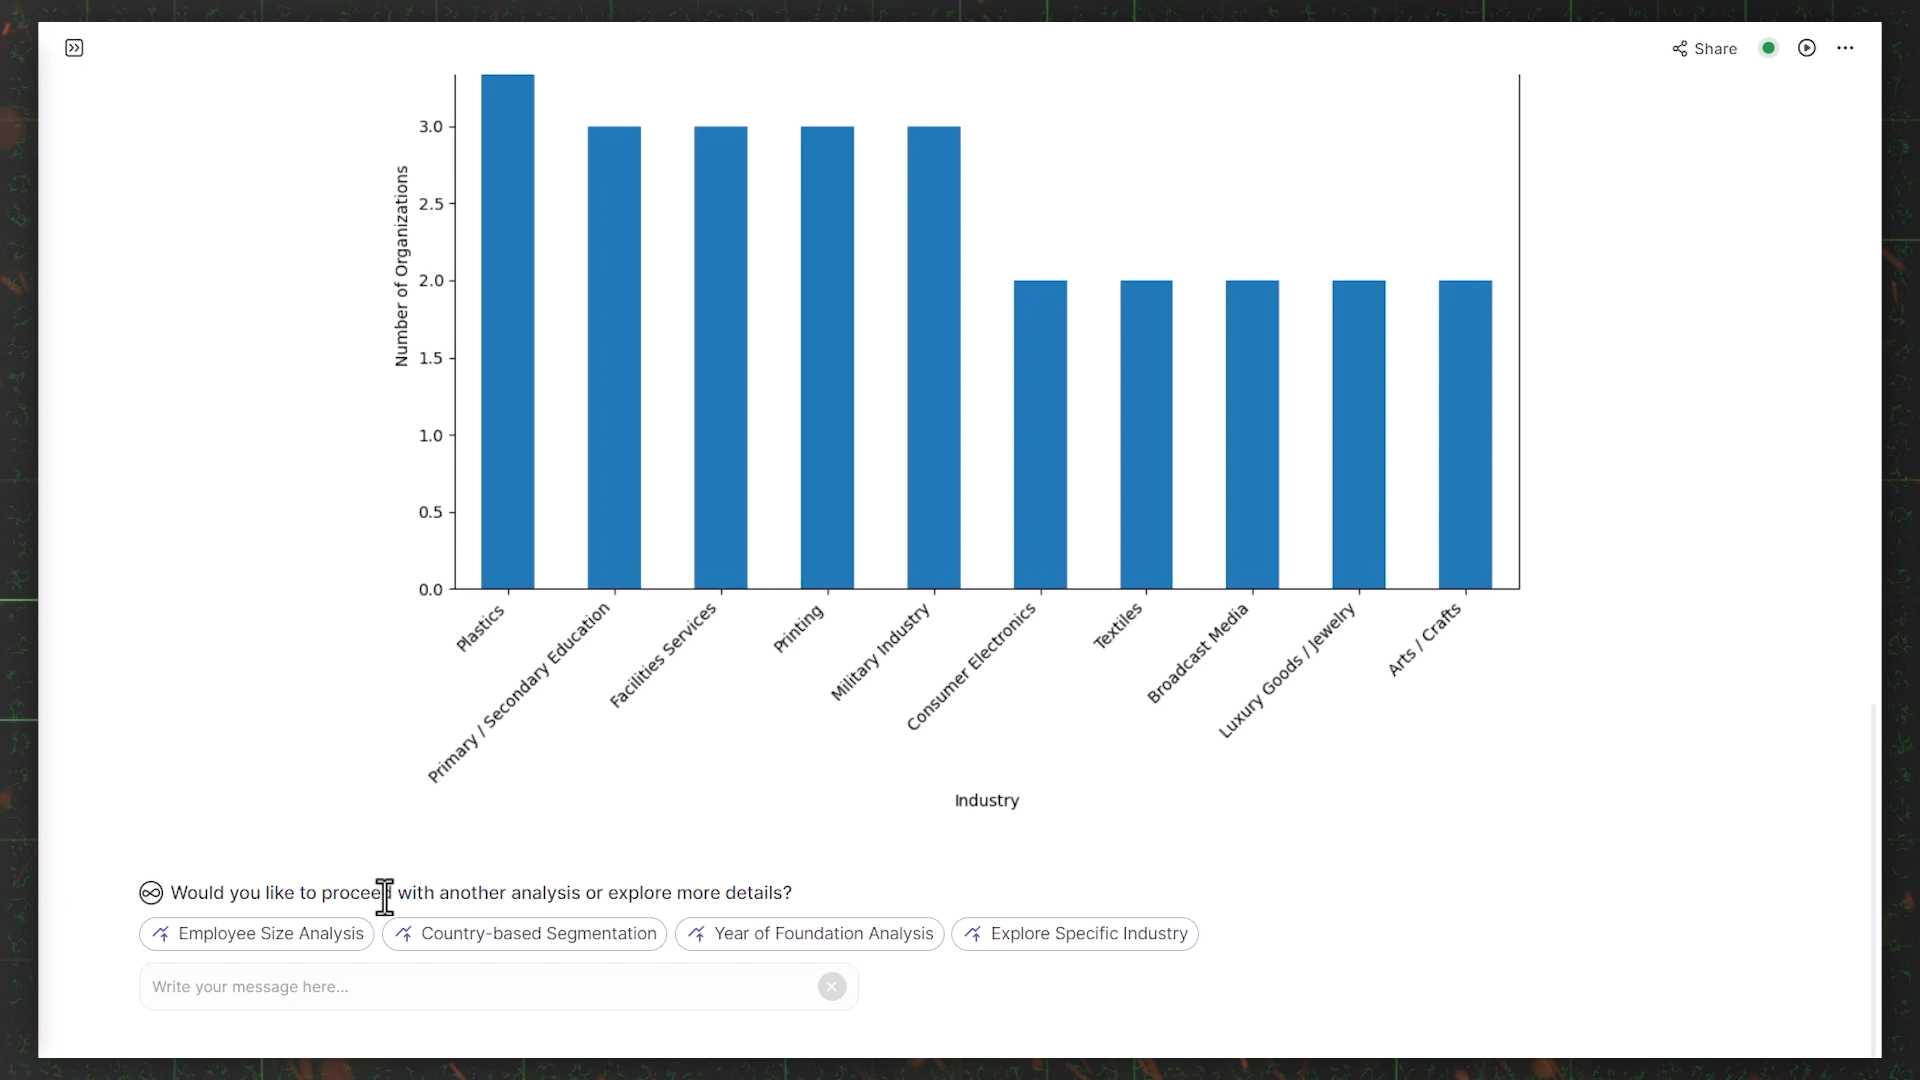 Share
3.0
2.5
2.0
1.5
1.0
0.5
0.0
Number of Organizations
Plastics
Primary / Secondary Education
Facilities Services
Printing
Military Industry
Consumer Electronics
Textiles
Broadcast Media
Luxury Goods / Jewelry
Arts / Crafts
Industry
Would you like to proceed with another analysis or explore more details?
Employee Size Analysis
Country-based Segmentation
Year of Foundation Analysis
Explore Specific Industry
Write your message here...